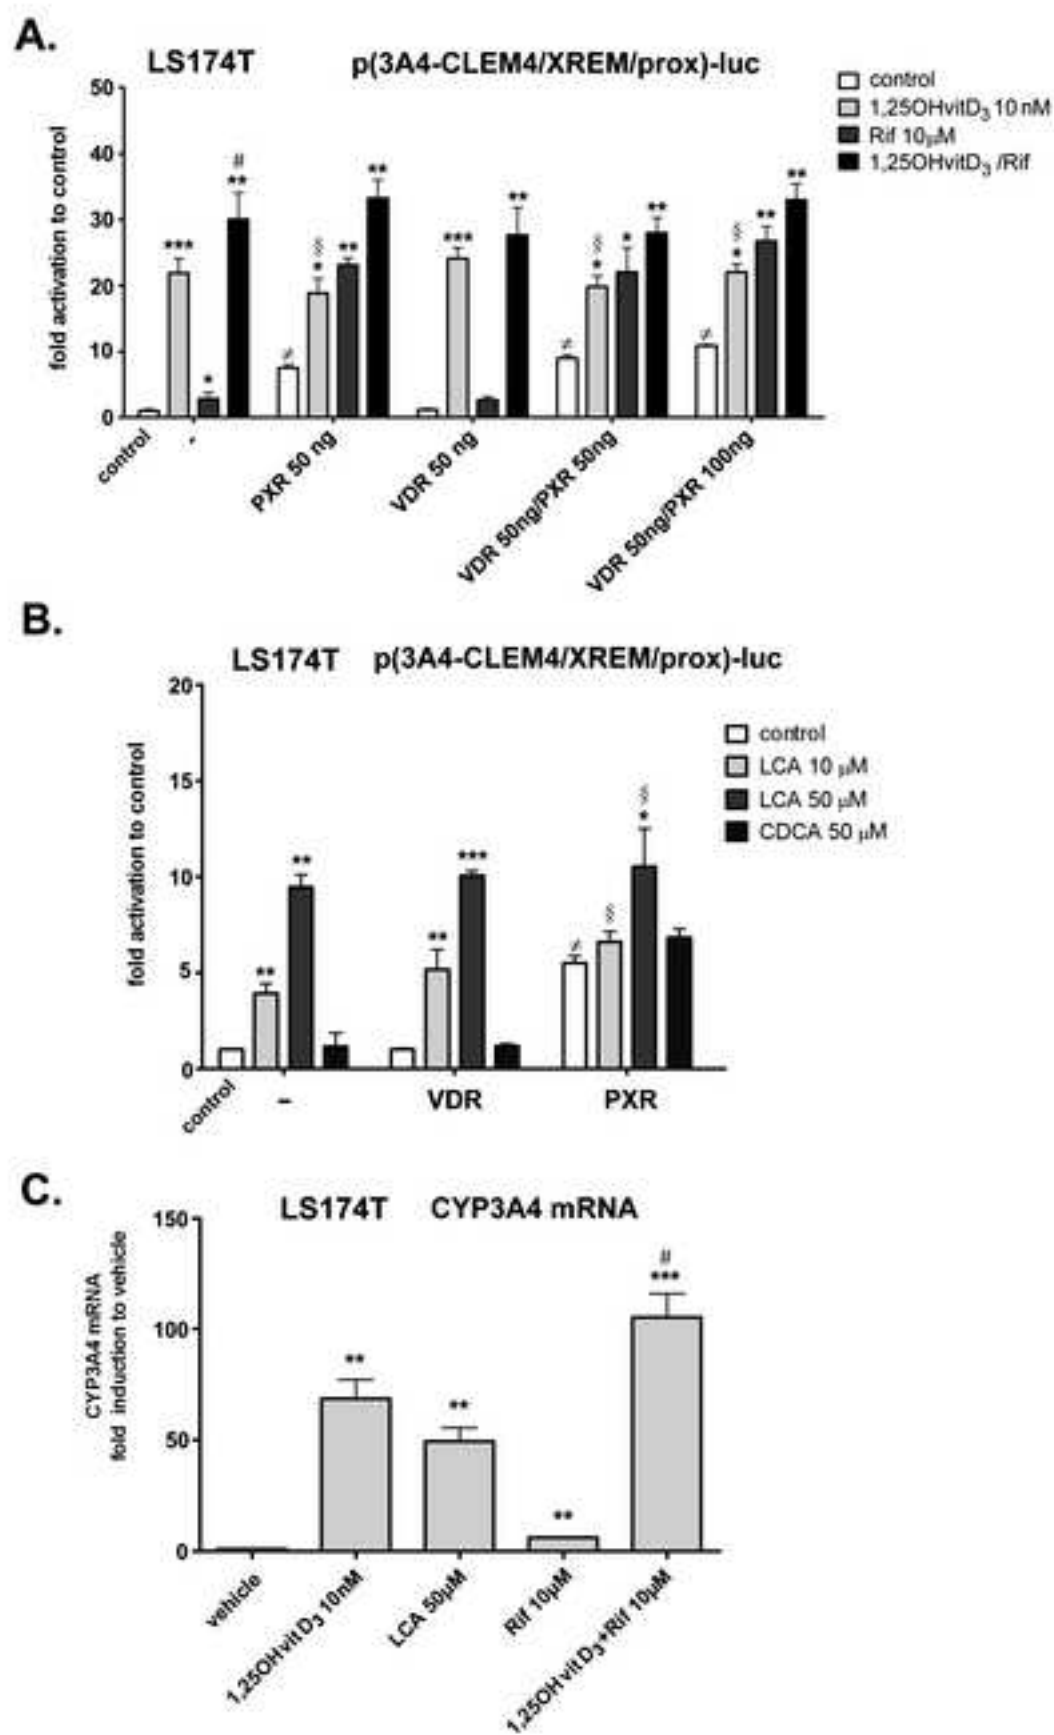 A.
LS174T p(3A4-CLEM4/XREM/prox)-luc
fold activation to control
50
40
30
20
10
0
control
1,25OHvitD3 10 nM
Rif 10µM
1,25OHvitD3 /Rif
***
*
#
**
≠
§
*
**
**
***
**
≠
§
*
*
**
≠
§
*
**
**
control
-
PXR 50 ng
VDR 50 ng
VDR 50ng/PXR 50ng
VDR 50ng/PXR 100ng
B.
LS174T p(3A4-CLEM4/XREM/prox)-luc
fold activation to control
20
15
10
5
0
control
LCA 10 µM
LCA 50 µM
CDCA 50 µM
**
**
**
***
≠
§
§
*
control
–
VDR
PXR
C.
LS174T CYP3A4 mRNA
CYP3A4 mRNA
fold induction to vehicle
150
100
50
0
**
**
**
#
***
vehicle
1,25OHvit D3 10nM
LCA 50µM
Rif 10µM
1,25OHvit D3+Rif 10µM